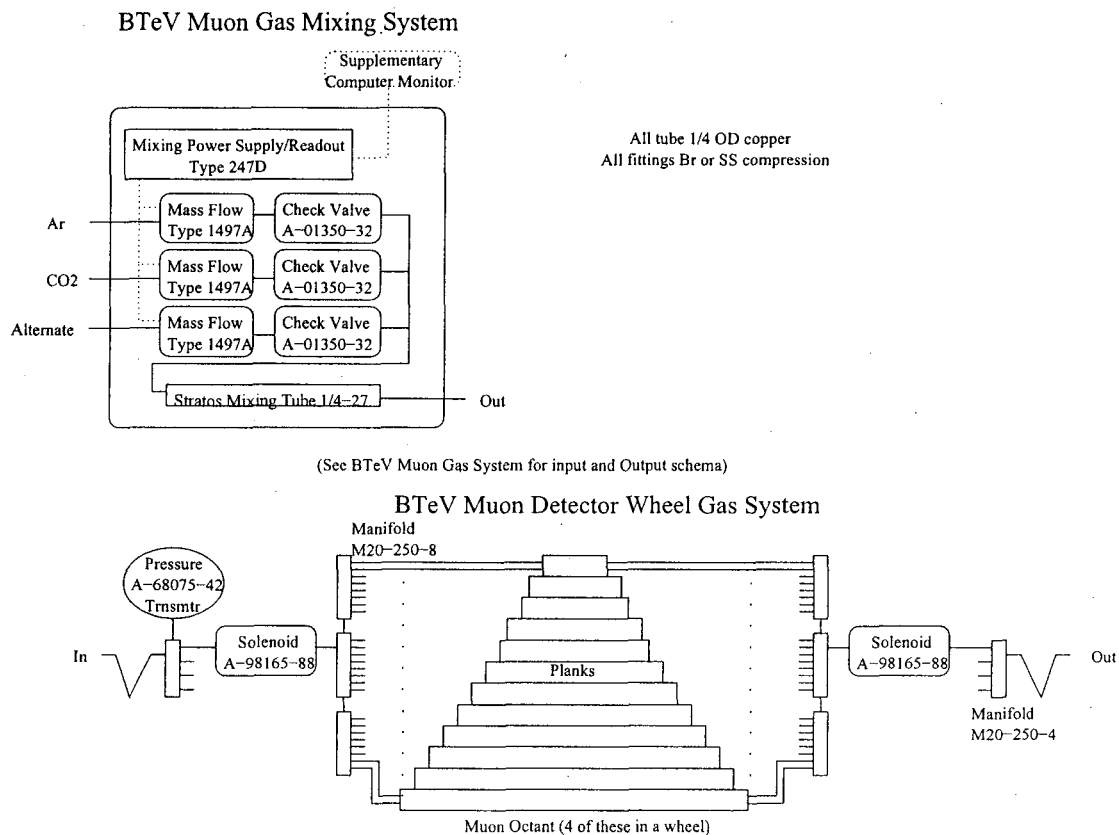 BTeV Muon Gas Mixing System
Supplementary
Computer Monitor
Mixing Power Supply/Readout
Type 247D
All tube 1/4 OD copper
All fittings Br or SS compression
Ar
Mass Flow
Type 1497A
Check Valve
A-01350-32
CO2
Mass Flow
Type 1497A
Check Valve
A-01350-32
Alternate
Mass Flow
Type 1497A
Check Valve
A-01350-32
Stratos Mixing Tube 1/4-27
Out
(See BTeV Muon Gas System for input and Output schema)
BTeV Muon Detector Wheel Gas System
Manifold
M20-250-8
Pressure
A-68075-42
Trnsmtr
In
Solenoid
A-98165-88
Planks
Solenoid
A-98165-88
Out
Manifold
M20-250-4
Muon Octant (4 of these in a wheel)